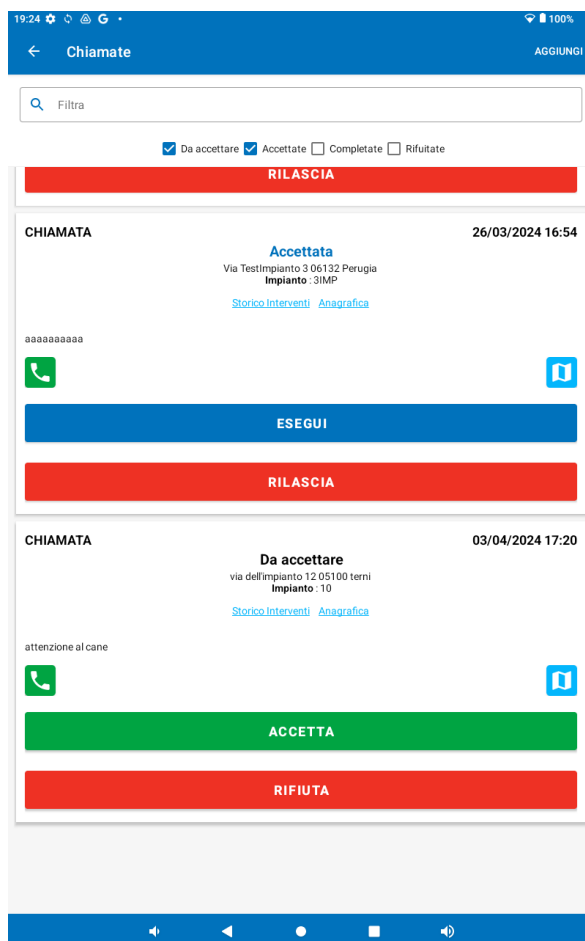 19:24 G 100%
Chiamate AGGIUNGI
Filtra
Da accettare Accettate Completate Rifiutate
RILASCIA
CHIAMATA 26/03/2024 16:54
Accettata
Via TestImpianto 3 06132 Perugia
Impianto : 3IMP
Storico Interventi Anagrafica
aaaaaaaaaa
ESEGUI
RILASCIA
CHIAMATA 03/04/2024 17:20
Da accettare
via dell'impianto 12 05100 terni
Impianto : 10
Storico Interventi Anagrafica
attenzione al cane
ACCETTA
RIFIUTA